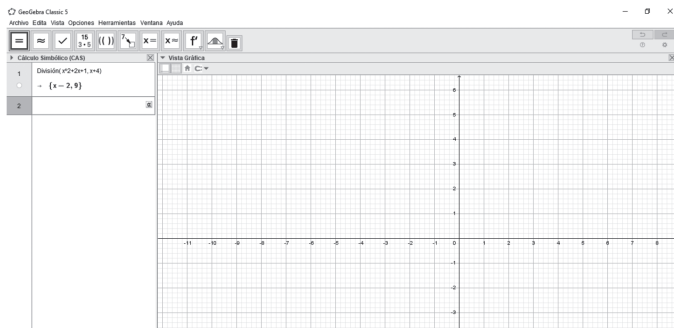 GeoGebra Classic 5
Archivo Edita Vista Opciones Herramientas Ventana Ayuda
= ≈ ✓ 15 3·5 (( )) 7 x= x≈ f'
Cálculo Simbólico (CAS)
Vista Gráfica
1
División( x^2+2x+1, x+4)
→ {x − 2, 9}
2
6
5
4
3
2
1
-11 -10 -9 -8 -7 -6 -5 -4 -3 -2 -1 0 1 2 3 4 5 6 7 8
-1
-2
-3